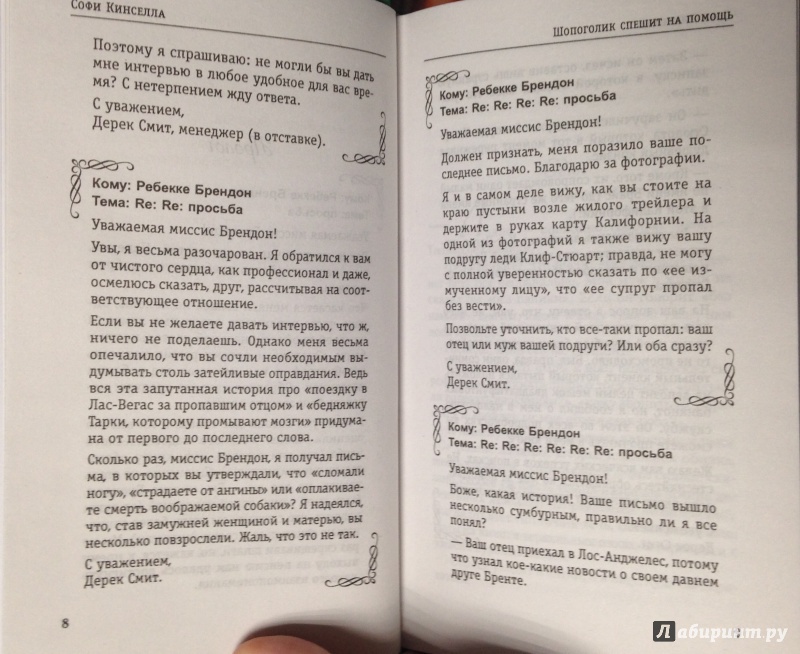 Софи Кинселла
Поэтому я спрашиваю: не могли бы вы дать
мне интервью в любое удобное для вас вре-
мя? С нетерпением жду ответа.
С уважением,
Дерек Смит, менеджер (в отставке).
Кому: Ребекке Брендон
Тема: Re: Re: просьба
Уважаемая миссис Брендон!
Увы, я весьма разочарован. Я обратился к вам
от чистого сердца, как профессионал и даже,
осмелюсь сказать, друг, рассчитывая на соот-
ветствующее отношение.
Если вы не желаете давать интервью, что ж,
ничего не поделаешь. Однако меня весьма
опечалило, что вы сочли необходимым вы-
думывать столь затейливые оправдания. Ведь
вся эта запутанная история про «поездку в
Лас-Вегас за пропавшим отцом» и «бедняжку
Тарки, которому промывают мозги» придума-
на от первого до последнего слова.
Сколько раз, миссис Брендон, я получал пись-
ма, в которых вы утверждали, что «сломали
ногу», «страдаете от ангины» или «оплакивае-
те смерть воображаемой собаки»? Я надеялся,
что, став замужней женщиной и матерью, вы
несколько повзрослели. Жаль, что это не так.
С уважением,
Дерек Смит.
8
Шопоголик спешит на помощь
Кому: Ребекке Брендон
Тема: Re: Re: Re: Re: просьба
Уважаемая миссис Брендон!
Должен признать, меня поразило ваше по-
следнее письмо. Благодарю за фотографии.
Я и в самом деле вижу, как вы стоите на
краю пустыни возле жилого трейлера и
держите в руках карту Калифорнии. На
одной из фотографий я также вижу вашу
подругу леди Клиф-Стюарт; правда, не могу
с полной уверенностью сказать по «ее из-
мученному лицу», что «ее супруг пропал
без вести».
Позвольте уточнить, кто все-таки пропал: ваш
отец или муж вашей подруги? Или оба сразу?
С уважением,
Дерек Смит.
Кому: Ребекке Брендон
Тема: Re: Re: Re: Re: Re: Re: просьба
Уважаемая миссис Брендон!
Боже, какая история! Ваше письмо вышло
несколько сумбурным, правильно ли я все
понял?
— Ваш отец приехал в Лос-Анджелес, потому
что узнал кое-какие новости о своем давнем
друге Бренте.
Лабиринт.ру